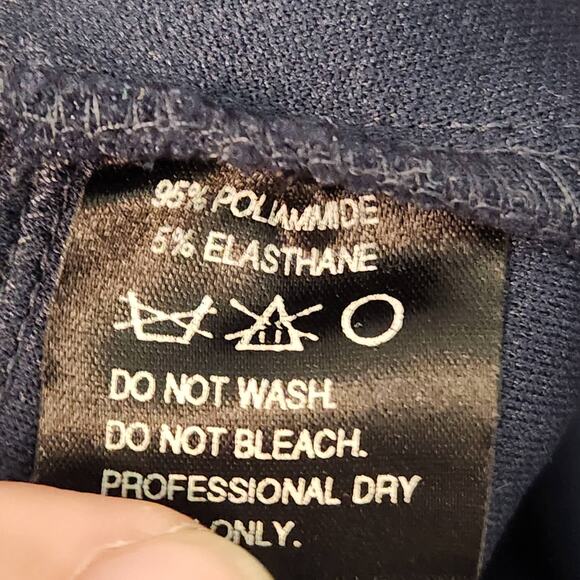 95% POLIAMMIDE
5% ELASTHANE
DO NOT WASH.
DO NOT BLEACH.
PROFESSIONAL DRY
ONLY.